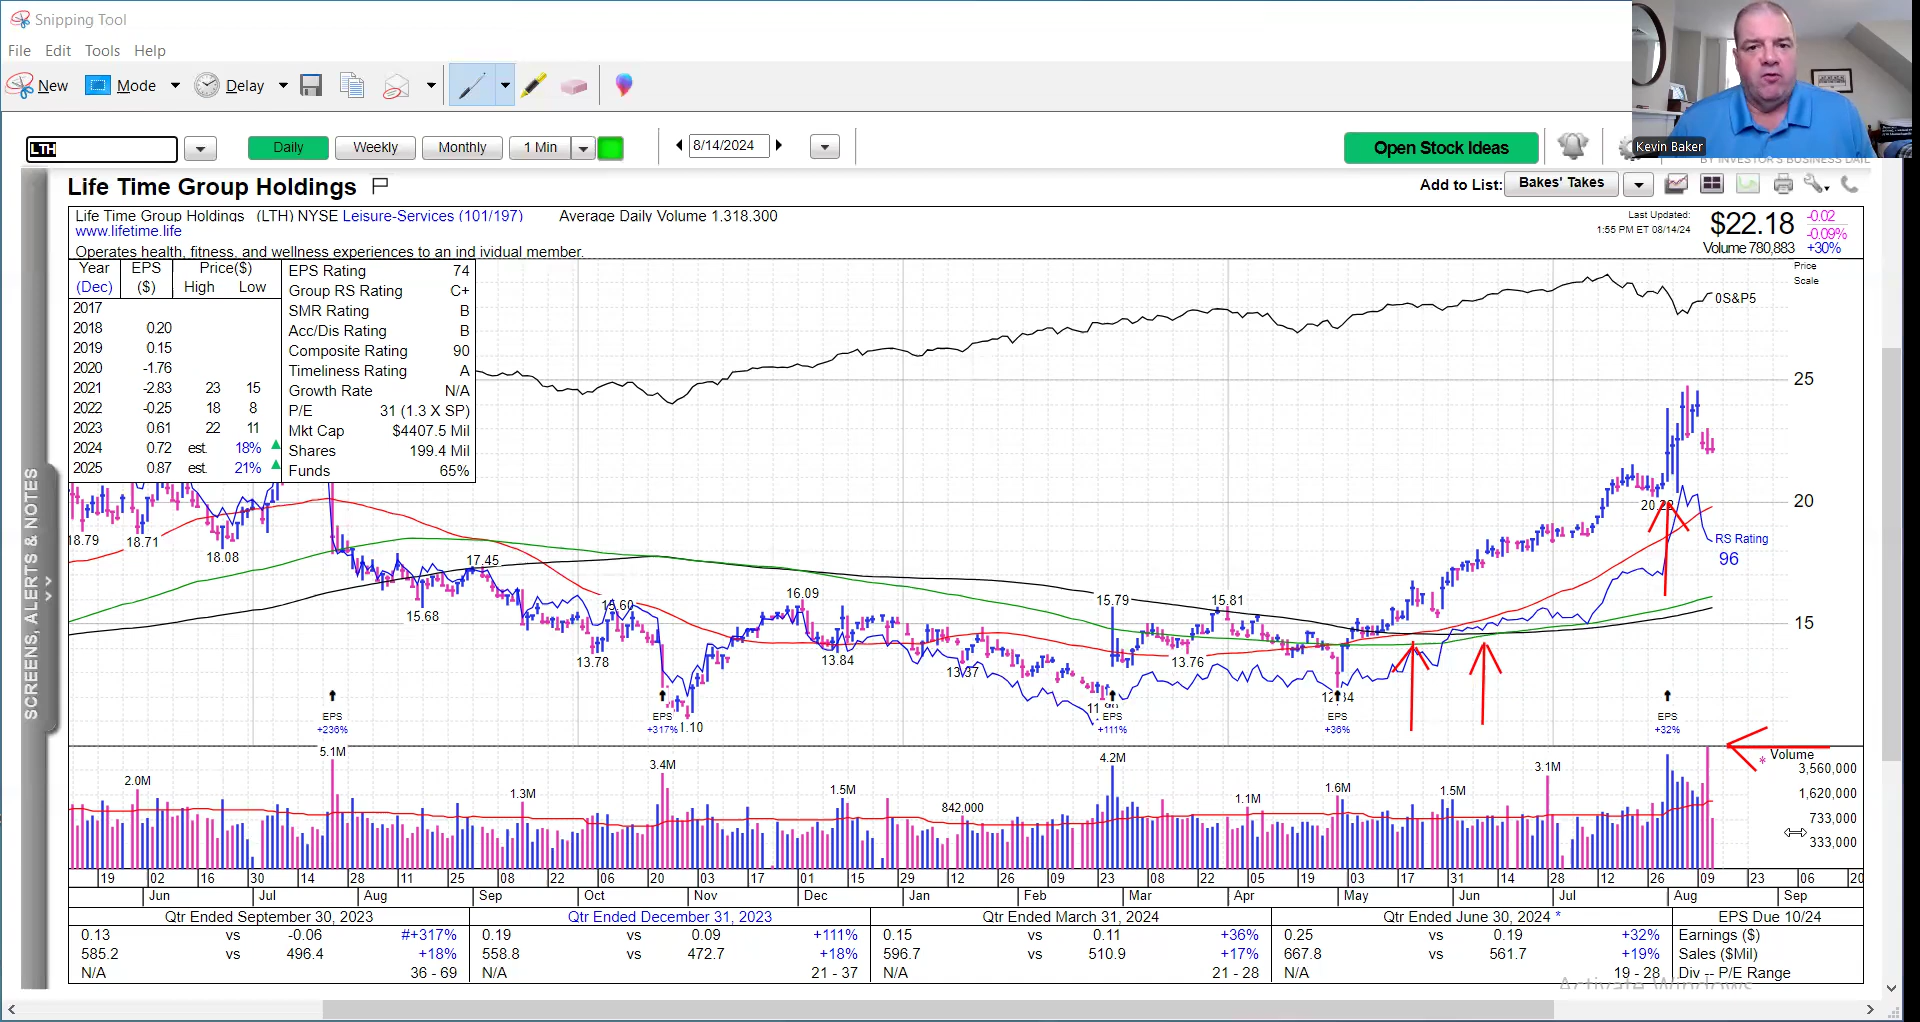 Snipping Tool
File Edit Tools Help
New Mode Delay
Kevin Baker
LTH Daily Weekly Monthly 1 Min 8/14/2024 Open Stock Ideas
BY INVESTOR'S BUSINESS DAIL
Life Time Group Holdings Add to List: Bakes' Takes
Life Time Group Holdings (LTH) NYSE Leisure-Services (101/197) Average Daily Volume 1.318.300
www.lifetime.life
Operates health, fitness, and wellness experiences to an ind ividual member.
Last Updated: $22.18 -0.02
1:55 PM ET 08/14/24 -0.09%
Volume 780,883 +30%
Year EPS Price($)
(Dec) ($) High Low
2017
2018 0.20
2019 0.15
2020 -1.76
2021 -2.83 23 15
2022 -0.25 18 8
2023 0.61 22 11
2024 0.72 est. 18%
2025 0.87 est. 21%
EPS Rating 74
Group RS Rating C+
SMR Rating B
Acc/Dis Rating B
Composite Rating 90
Timeliness Rating A
Growth Rate N/A
P/E 31 (1.3 X SP)
Mkt Cap $4407.5 Mil
Shares 199.4 Mil
Funds 65%
Price
Scale
0S&P5
25
20
15
RS Rating
96
18.79 18.71 18.08 17.45 15.68 15.60 13.78 1.10 16.09 13.84 13.37 15.79 13.76 15.81
EPS EPS EPS EPS EPS
+236% +317% +111% +36% +32%
2.0M 5.1M 1.3M 3.4M 1.5M 842,000 4.2M 1.1M 1.6M 1.5M 3.1M
* Volume
3,560,000
1,620,000
733,000
333,000
19 02 16 30 14 28 11 25 08 22 06 20 03 17 01 15 29 12 26 09 23 08 22 05 19 03 17 31 14 28 12 26 09 23 06 20
Jun Jul Aug Sep Oct Nov Dec Jan Feb Mar Apr May Jun Jul Aug Sep
Qtr Ended September 30, 2023 Qtr Ended December 31, 2023 Qtr Ended March 31, 2024 Qtr Ended June 30, 2024 * EPS Due 10/24
0.13 vs -0.06 #+317% 0.19 vs 0.09 +111% 0.15 vs 0.11 +36% 0.25 vs 0.19 +32% Earnings ($)
585.2 vs 496.4 +18% 558.8 vs 472.7 +18% 596.7 vs 510.9 +17% 667.8 vs 561.7 +19% Sales ($Mil)
N/A 36 - 69 N/A 21 - 37 N/A 21 - 28 N/A 19 - 28 Div -- P/E Range
Activate Windows
SCREENS, ALERTS & NOTES